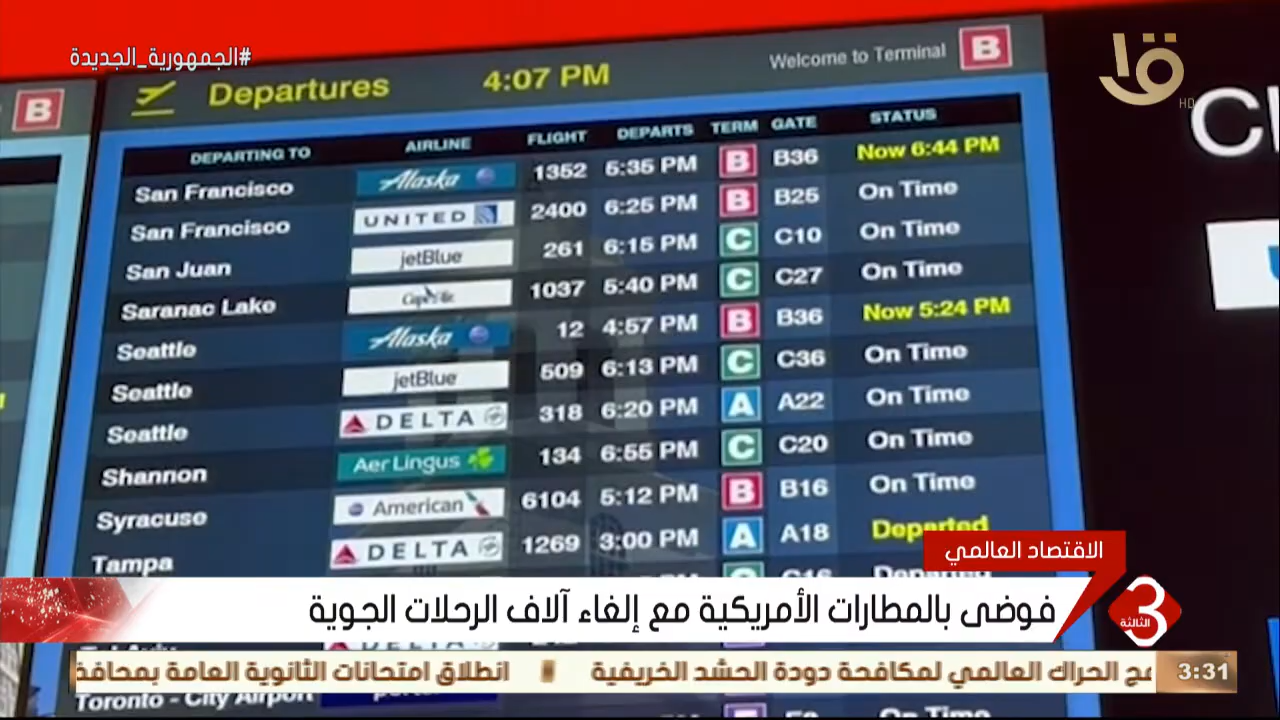 #الجمهورية_الجديدة
B
Departures 4:07 PM Welcome to Terminal B
DEPARTING TO AIRLINE FLIGHT DEPARTS TERM GATE STATUS
San Francisco Alaska 1352 5:35 PM B B36 Now 6:44 PM
San Francisco UNITED 2400 6:25 PM B B25 On Time
San Juan jetBlue 261 6:15 PM C C10 On Time
Saranac Lake CapeAir 1037 5:40 PM C C27 On Time
Seattle Alaska 12 4:57 PM B B36 Now 5:24 PM
Seattle jetBlue 509 6:13 PM C C36 On Time
Seattle DELTA 318 6:20 PM A A22 On Time
Shannon Aer Lingus 134 6:55 PM C C20 On Time
Syracuse American 6104 5:12 PM B B16 On Time
Tampa DELTA 1269 3:00 PM A A18 Departed
HD
الاقتصاد العالمي
فوضى بالمطارات الأمريكية مع إلغاء آلاف الرحلات الجوية
3 الثالثة
DELTA
3:31 الحراك العالمي لمكافحة دودة الحشد الخريفية انطلاق امتحانات الثانوية العامة
Toronto - City Airport On Time